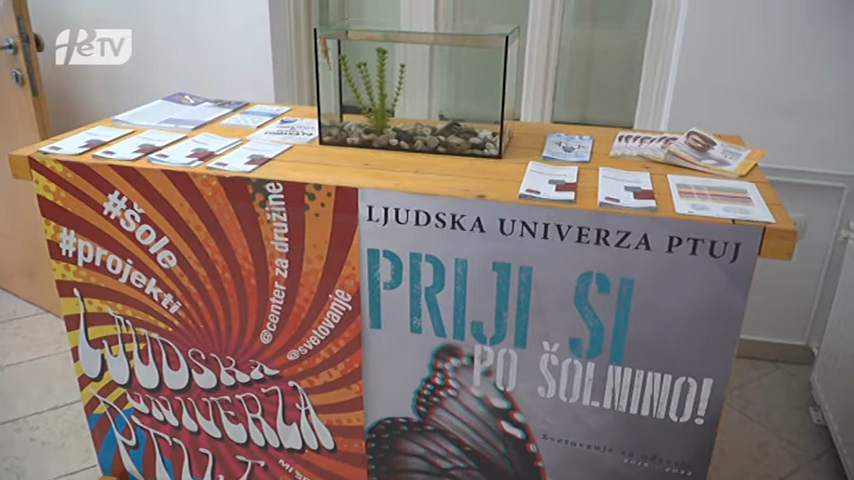 PeTV
#šole
#projekti
@center za družine
@svetovanje
LJUDSKA
UNIVERZA
PTUJ
LJUDSKA UNIVERZA PTUJ
PRIJI SI
PO ŠOLNINO!
Svetovanje za odrasle